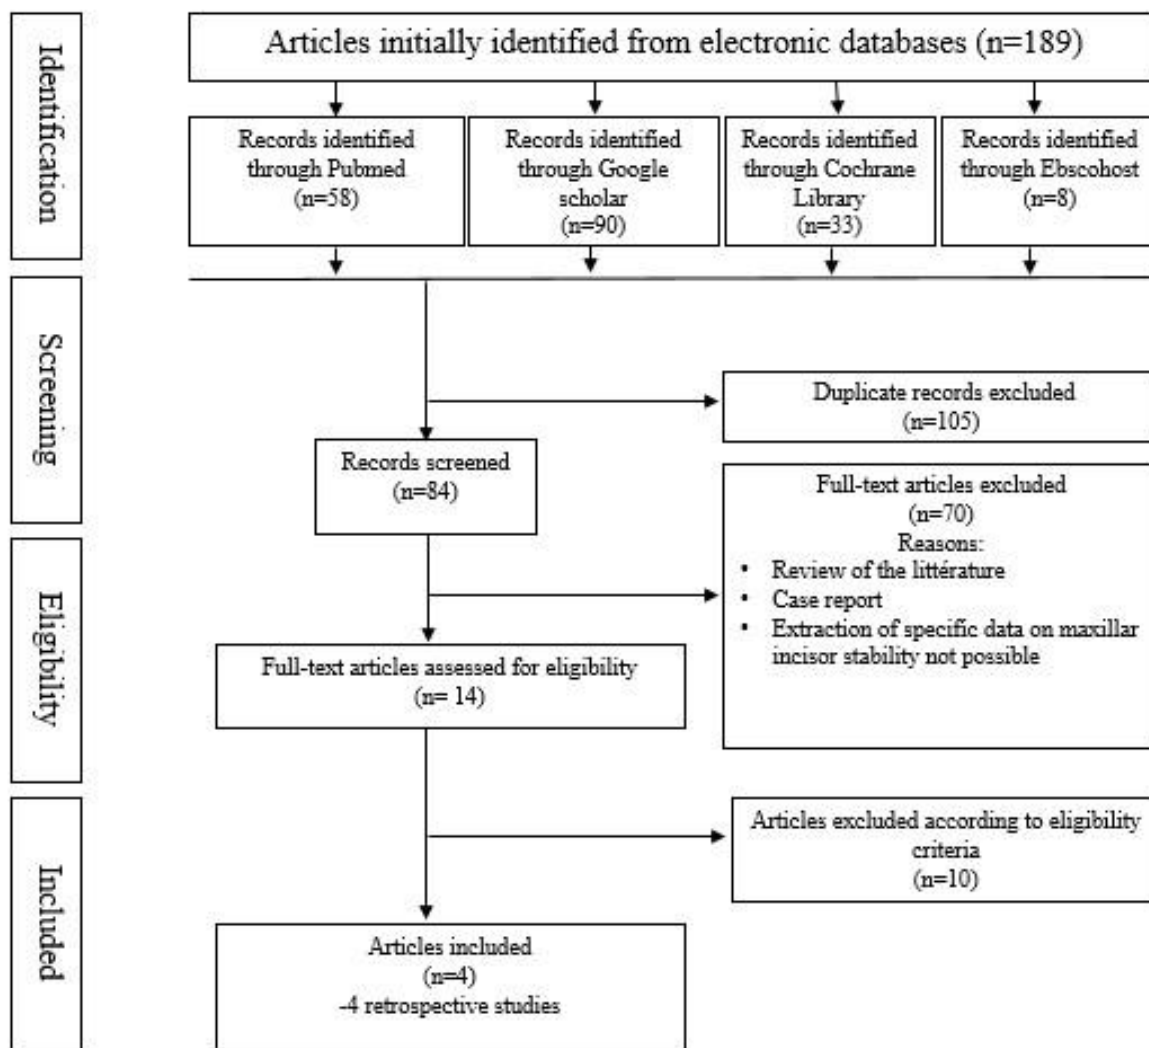 Identification
Articles initially identified from electronic databases (n=189)
Records identified
through Pubmed
(n=58)
Records identified
through Google
scholar
(n=90)
Records identified
through Cochrane
Library
(n=33)
Records identified
through Ebscohost
(n=8)
Screening
Duplicate records excluded
(n=105)
Records screened
(n=84)
Full-text articles excluded
(n=70)
Reasons:
• Review of the littérature
• Case report
• Extraction of specific data on maxillar
incisor stability not possible
Eligibility
Full-text articles assessed for eligibility
(n= 14)
Articles excluded according to eligibility
criteria
(n=10)
Included
Articles included
(n=4)
-4 retrospective studies